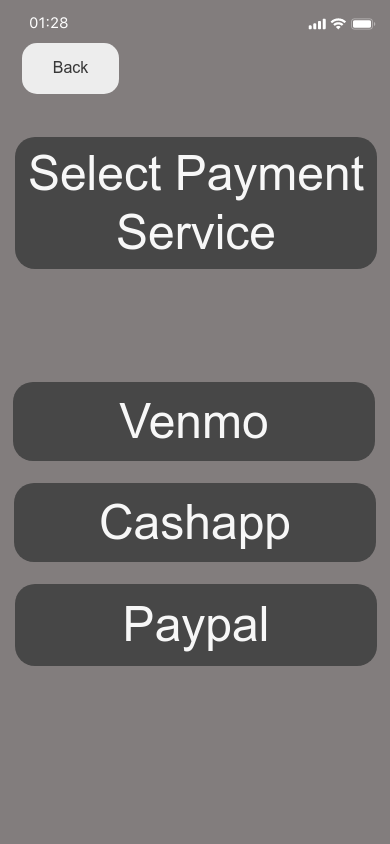 01:28
Back
Select Payment
Service
Venmo
Cashapp
Paypal